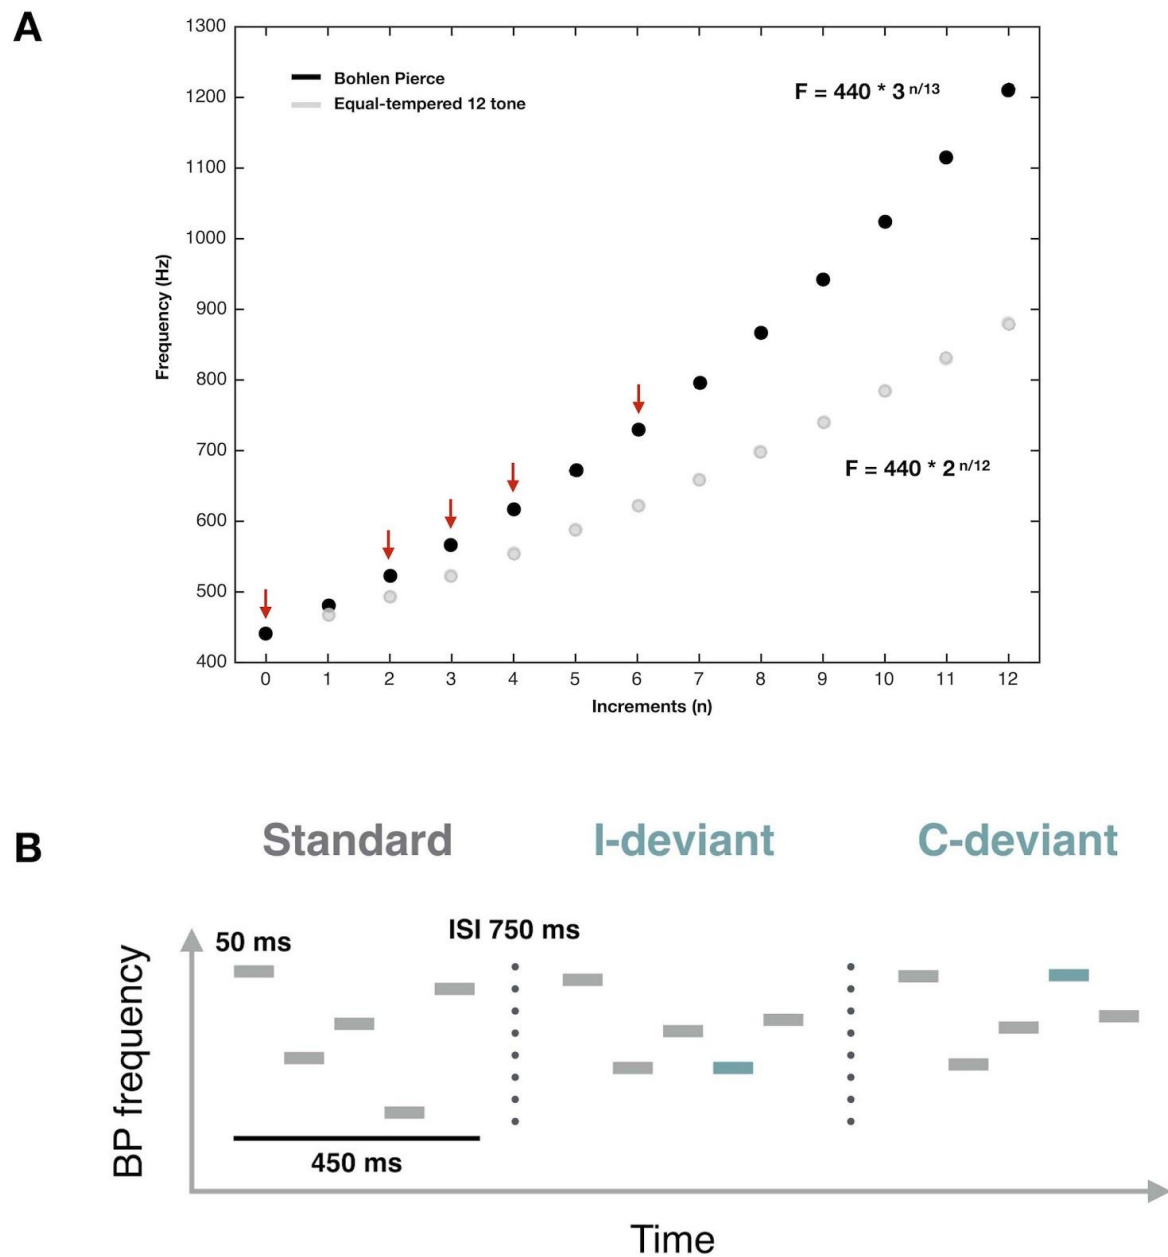 A
1300
1200
1100
1000
900
800
700
600
500
400
Frequency (Hz)
Bohlen Pierce
Equal-tempered 12 tone
F = 440 * 3 n/13
F = 440 * 2 n/12
0 1 2 3 4 5 6 7 8 9 10 11 12
Increments (n)
B
Standard I-deviant C-deviant
BP frequency
50 ms
ISI 750 ms
450 ms
Time